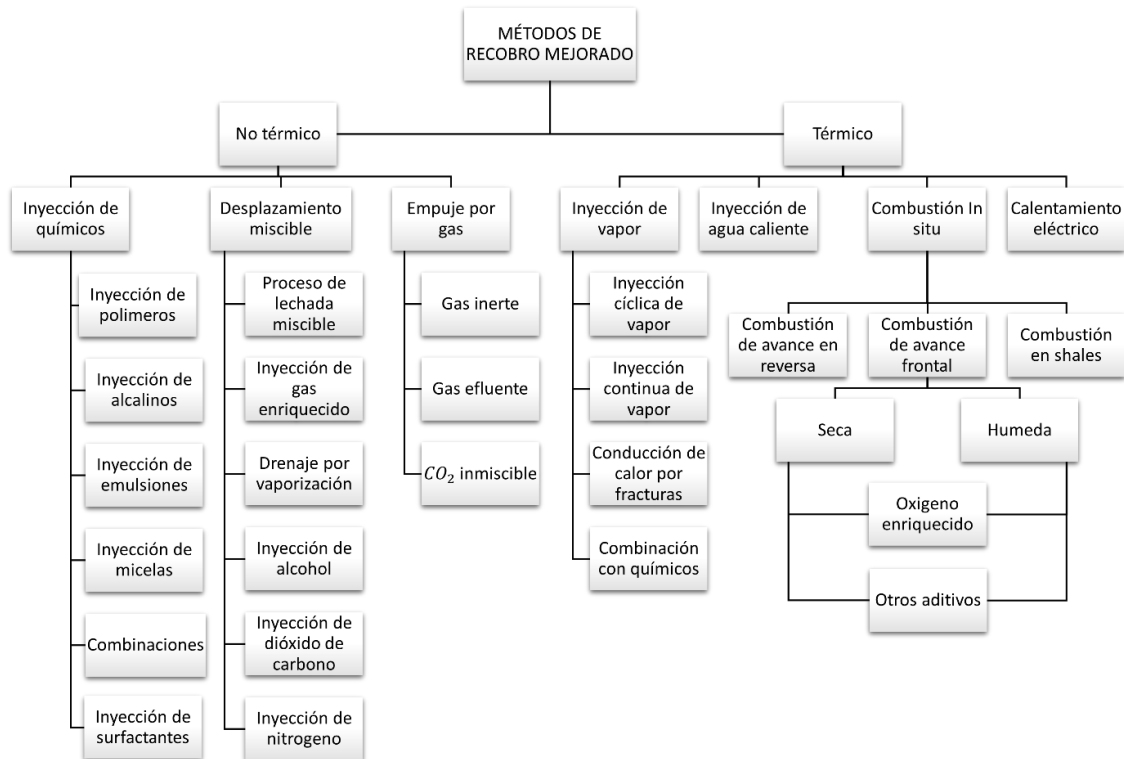 MÉTODOS DE
RECOBRO MEJORADO
No térmico
Térmico
Inyección de
químicos
Desplazamiento
miscible
Empuje por
gas
Inyección de
vapor
Inyección de
agua caliente
Combustión In
situ
Calentamiento
eléctrico
Inyección de
polimeros
Inyección de
alcalinos
Inyección de
emulsiones
Inyección de
micelas
Combinaciones
Inyección de
surfactantes
Proceso de
lechada
miscible
Inyección de
gas
enriquecido
Drenaje por
vaporización
Inyección de
alcohol
Inyección de
dióxido de
carbono
Inyección de
nitrogeno
Gas inerte
Gas efluente
CO₂ inmiscible
Inyección
cíclica de
vapor
Inyección
continua de
vapor
Conducción de
calor por
fracturas
Combinación
con químicos
Combustión
de avance en
reversa
Combustión
de avance
frontal
Combustión
en shales
Seca
Humeda
Oxigeno
enriquecido
Otros aditivos